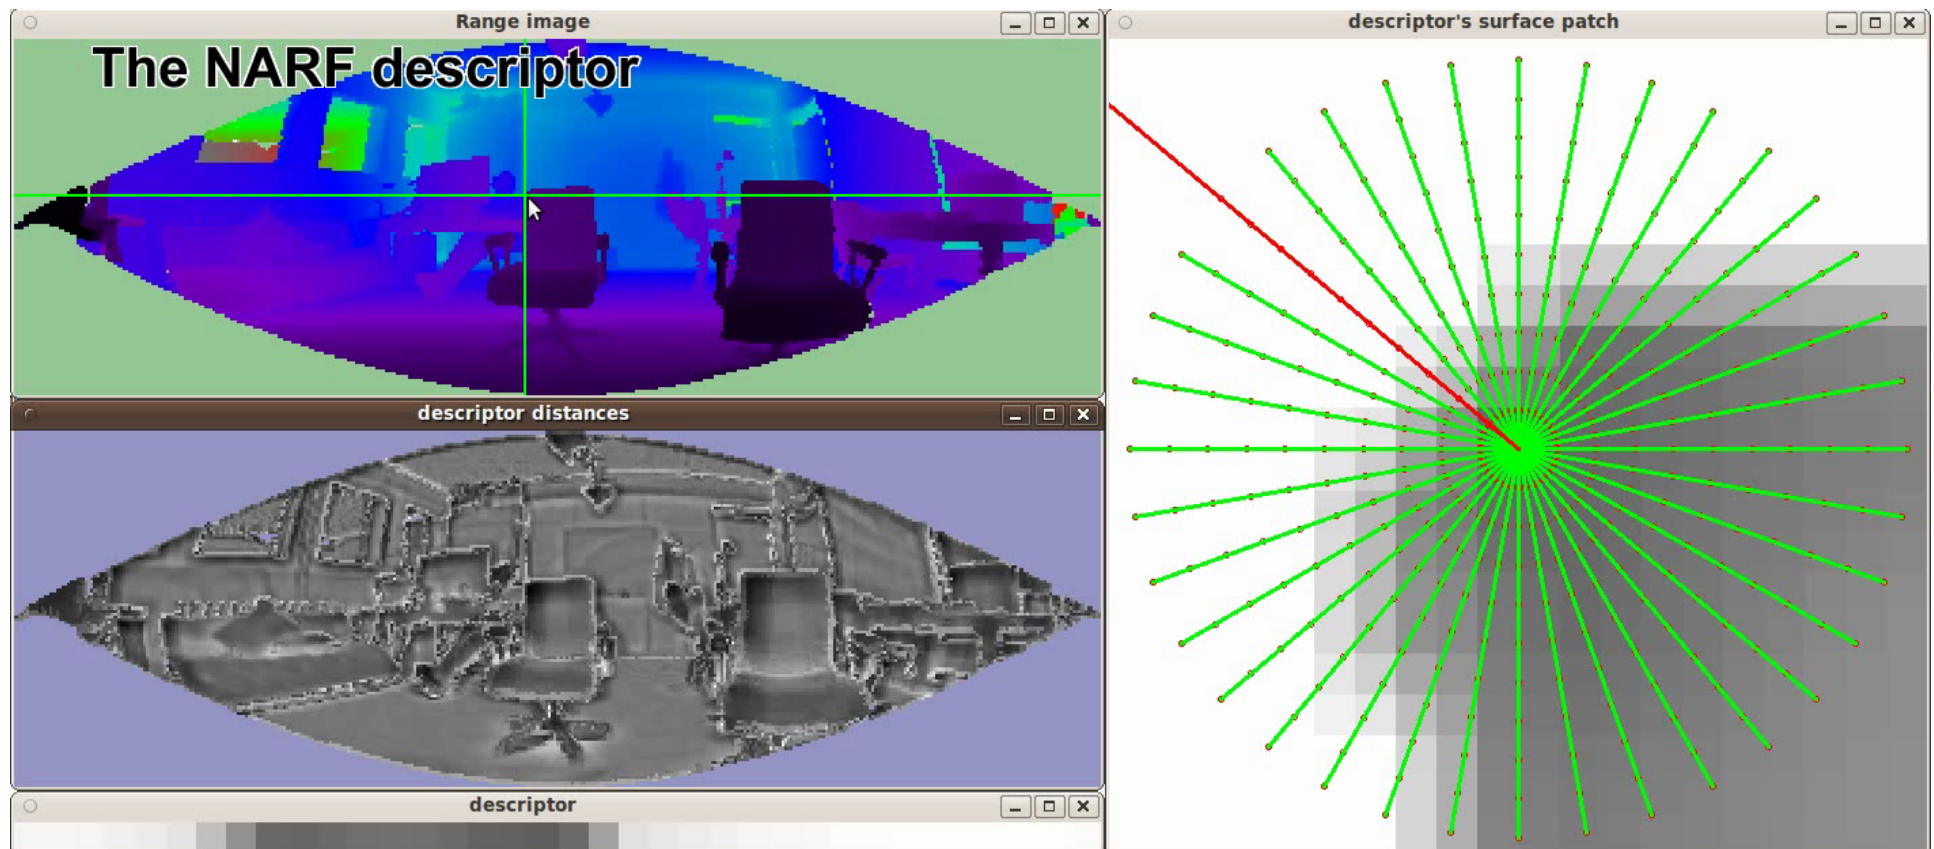 Range image
The NARF descriptor
descriptor distances
descriptor
descriptor's surface patch